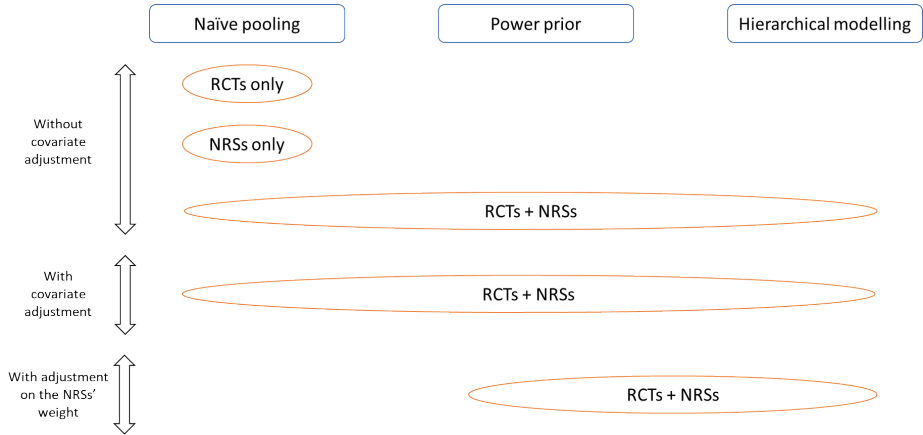 Naïve pooling
Power prior
Hierarchical modelling
Without
covariate
adjustment
RCTs only
NRSs only
RCTs + NRSs
With
covariate
adjustment
RCTs + NRSs
With adjustment
on the NRSs’
weight
RCTs + NRSs